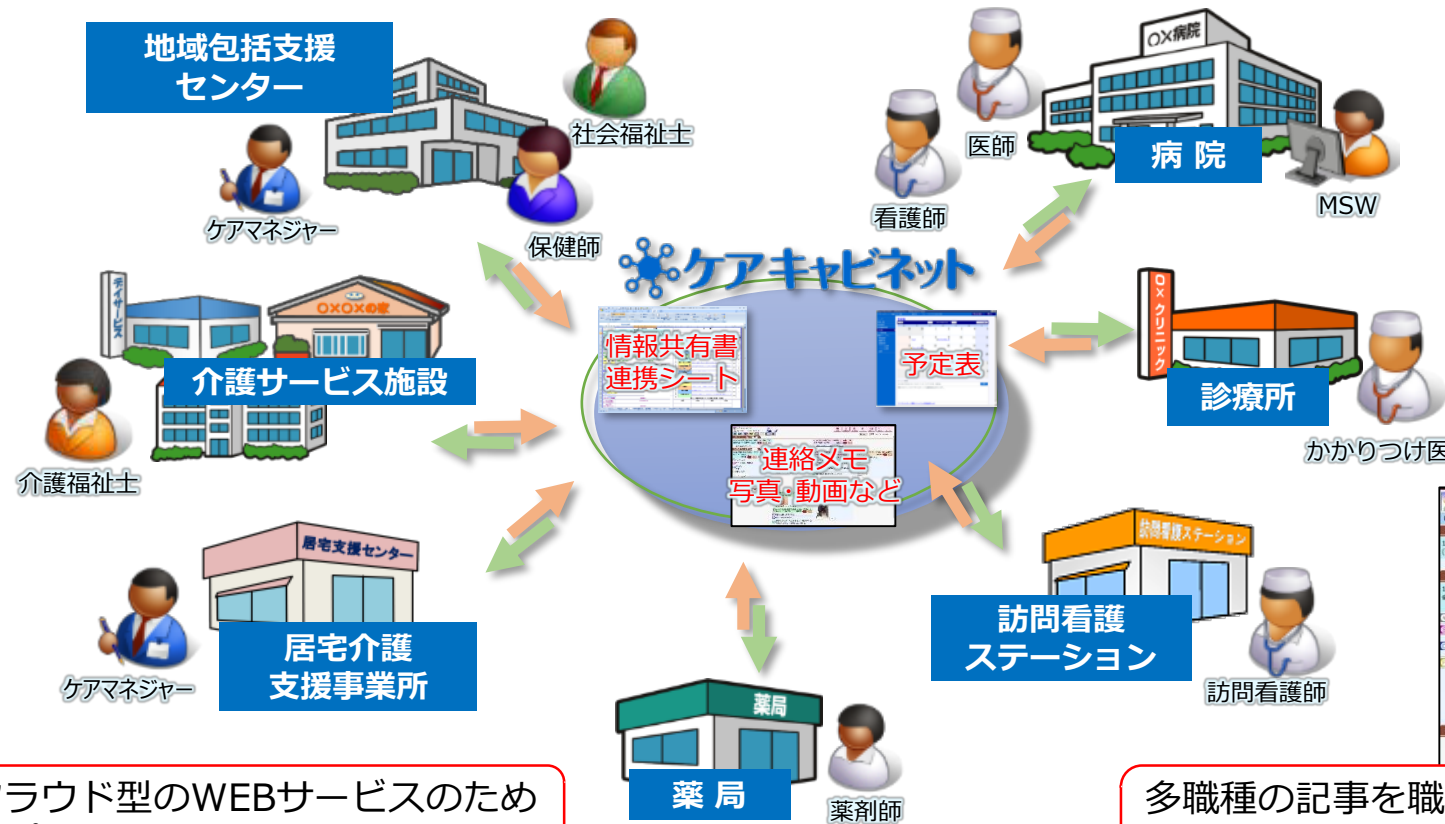 地域包括支援
センター
社会福祉士
ケアマネジャー
保健師
○×病院
医師
病 院
看護師
MSW
ケアキャビネット
デイサービス
○×○×の家
介護サービス施設
介護福祉士
情報共有書
連携シート
予定表
連絡メモ
写真・動画など
○×クリニック
診療所
かかりつけ医
居宅支援センター
居宅介護
支援事業所
ケアマネジャー
訪問看護ステーション
訪問看護
ステーション
訪問看護師
薬局
薬 局
薬剤師
ラウド型のWEBサービスのため
多職種の記事を職